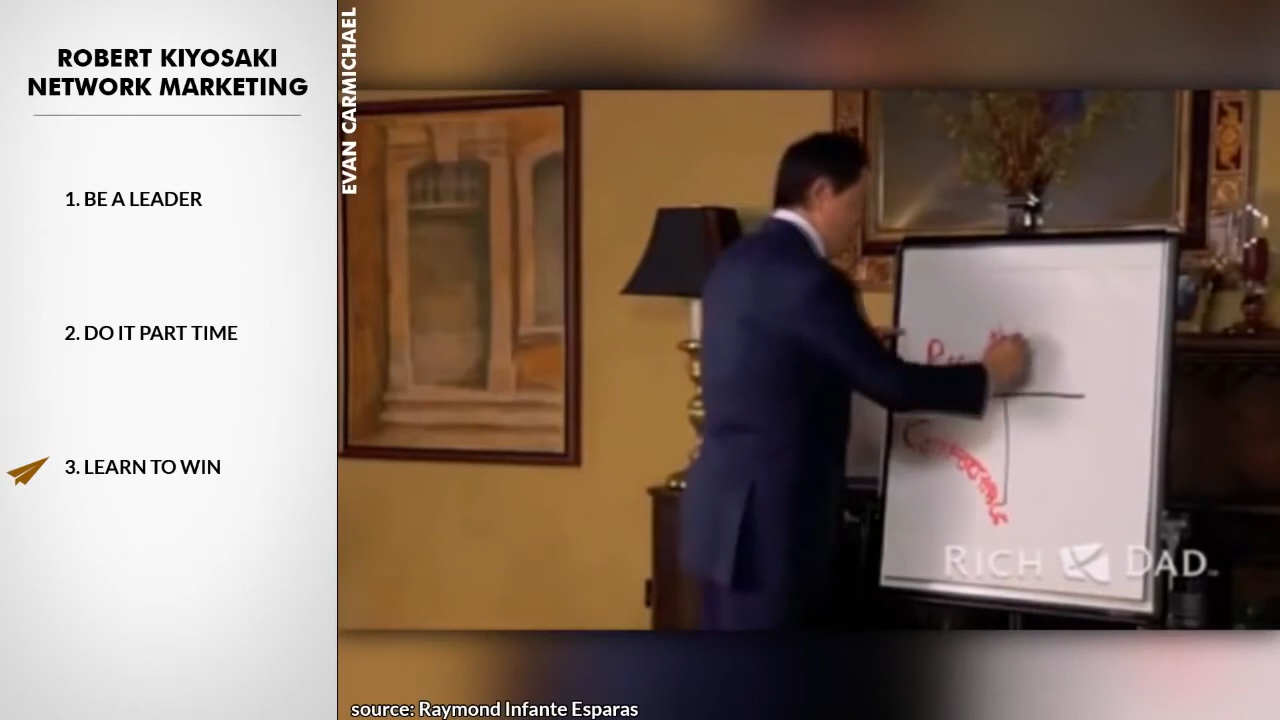 ROBERT KIYOSAKI
NETWORK MARKETING
1. BE A LEADER
2. DO IT PART TIME
3. LEARN TO WIN
EVAN CARMICHAEL
COMFORTABLE
RICH DAD
source: Raymond Infante Esparas